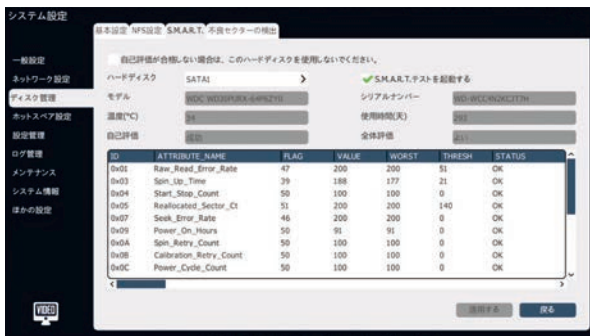 システム設定
基本設定 NFS設定 S.M.A.R.T. 不良セクターの検出
一般設定
ネットワーク設定
ディスク管理
ホットスペア設定
設定管理
ログ管理
メンテナンス
システム情報
ほかの設定
自己評価が合格しない場合は、このハードディスクを使用しないでください。
ハードディスク SATA1 > S.M.A.R.T.テストを起動する
モデル シリアルナンバー
温度(℃) 34 使用時間(天) 293
自己評価 成功 全体評価 よい
ID ATTRIBUTE_NAME FLAG VALUE WORST THRESH STATUS
0x01 Raw_Read_Error_Rate 47 200 200 51 OK
0x03 Spin_Up_Time 39 188 177 21 OK
0x04 Start_Stop_Count 50 100 100 0 OK
0x05 Reallocated_Sector_Ct 51 200 200 140 OK
0x07 Seek_Error_Rate 46 200 200 0 OK
0x09 Power_On_Hours 50 91 91 0 OK
0x0A Spin_Retry_Count 50 100 100 0 OK
0x0B Calibration_Retry_Count 50 100 100 0 OK
0x0C Power_Cycle_Count 50 100 100 0 OK
適用する 戻る
VIDEO